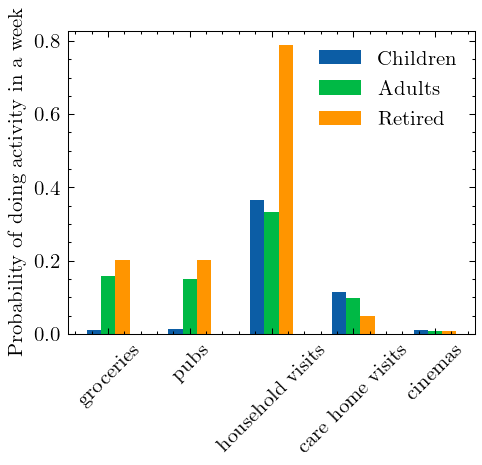 Probability of doing activity in a week
0.8
0.6
0.4
0.2
0.0
Children
Adults
Retired
groceries
pubs
household visits
care home visits
cinemas